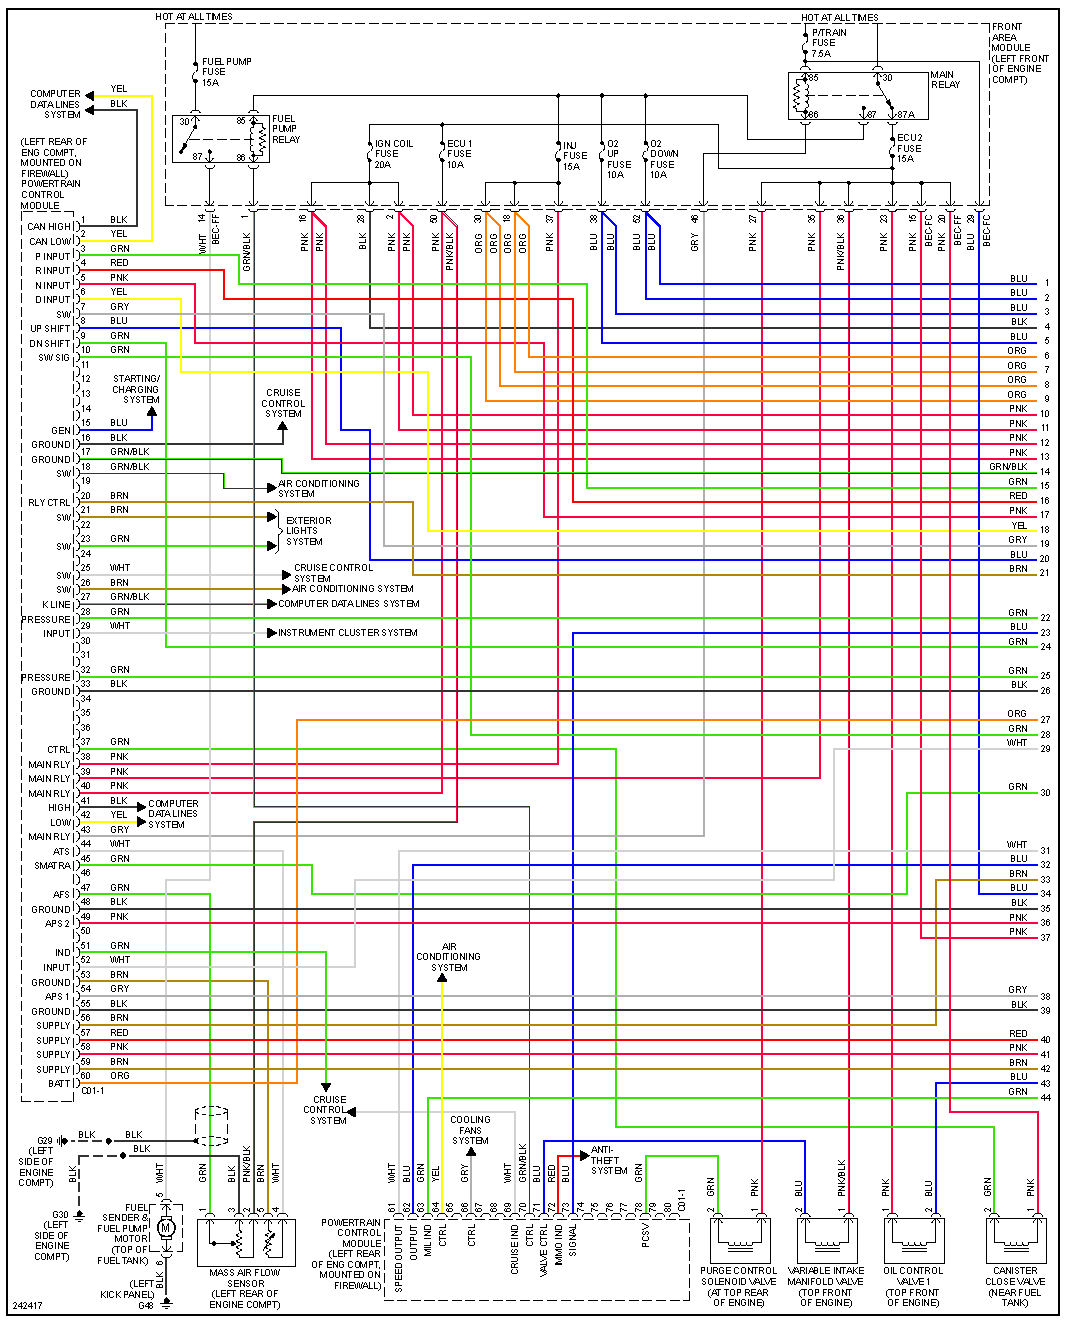 HOT AT ALL TIMES
HOT AT ALL TIMES
FRONT
AREA
MODULE
(LEFT FRONT
OF ENGINE
COMPT)
P/TRAIN
FUSE
7.5A
FUEL PUMP
FUSE
15A
85
30
MAIN
RELAY
86
87
87A
COMPUTER
DATA LINES
SYSTEM
YEL
BLK
30
85
87
86
FUEL
PUMP
RELAY
IGN COIL
FUSE
20A
ECU 1
FUSE
10A
INJ
FUSE
15A
O2
UP
FUSE
10A
O2
DOWN
FUSE
10A
ECU 2
FUSE
15A
(LEFT REAR OF
ENG COMPT,
MOUNTED ON
FIREWALL)
POWERTRAIN
CONTROL
MODULE
14 WHT BEC-FF
1 GRN/BLK
16 PNK PNK
28 BLK
2 PNK PNK
50 PNK PNK/BLK
30 ORG ORG
18 ORG ORG
37 PNK
38 BLU BLU
52 BLU BLU
46 GRY
27 PNK
35 PNK
36 PNK/BLK
23 PNK
15 PNK BEC-FC
20 PNK BEC-FF
29 BLU BEC-FC
CAN HIGH 1 BLK
CAN LOW 2 YEL
P INPUT 3 GRN
R INPUT 4 RED
N INPUT 5 PNK
D INPUT 6 YEL
SW 7 GRY
UP SHIFT 8 BLU
DN SHIFT 9 GRN
SW SIG 10 GRN
11
12
13
14
GEN 15 BLU
GROUND 16 BLK
GROUND 17 GRN/BLK
SW 18 GRN/BLK
19
RLY CTRL 20 BRN
SW 21 BRN
22
SW 23 GRN
24
SW 25 WHT
SW 26 BRN
K LINE 27 GRN/BLK
PRESSURE 28 GRN
INPUT 29 WHT
30
31
PRESSURE 32 GRN
GROUND 33 BLK
34
35
36
CTRL 37 GRN
MAIN RLY 38 PNK
MAIN RLY 39 PNK
MAIN RLY 40 PNK
HIGH 41 BLK
LOW 42 YEL
MAIN RLY 43 GRY
ATS 44 WHT
SMATRA 45 GRN
46
AFS 47 GRN
GROUND 48 BLK
APS 2 49 PNK
50
IND 51 GRN
INPUT 52 WHT
GROUND 53 BRN
APS 1 54 GRY
GROUND 55 BLK
SUPPLY 56 BRN
SUPPLY 57 RED
SUPPLY 58 PNK
SUPPLY 59 BRN
BATT 60 ORG
C01-1
STARTING/
CHARGING
SYSTEM
CRUISE
CONTROL
SYSTEM
AIR CONDITIONING
SYSTEM
EXTERIOR
LIGHTS
SYSTEM
CRUISE CONTROL
SYSTEM
AIR CONDITIONING SYSTEM
COMPUTER DATA LINES SYSTEM
INSTRUMENT CLUSTER SYSTEM
COMPUTER
DATA LINES
SYSTEM
BLU 1
BLU 2
BLU 3
BLK 4
BLU 5
ORG 6
ORG 7
ORG 8
ORG 9
PNK 10
PNK 11
PNK 12
PNK 13
GRN/BLK 14
GRN 15
RED 16
PNK 17
YEL 18
GRY 19
BLU 20
BRN 21
GRN 22
BLU 23
GRN 24
GRN 25
BLK 26
ORG 27
GRN 28
WHT 29
GRN 30
WHT 31
BLU 32
BRN 33
BLU 34
BLK 35
PNK 36
PNK 37
GRY 38
BLK 39
RED 40
PNK 41
BRN 42
BLU 43
GRN 44
AIR
CONDITIONING
SYSTEM
CRUISE
CONTROL
SYSTEM
COOLING
FANS
SYSTEM
ANTI-
THEFT
SYSTEM
G29
(LEFT
SIDE OF
ENGINE
COMPT)
BLK BLK
BLK
BLK
G30
(LEFT
SIDE OF
ENGINE
COMPT)
WHT 5
FUEL
SENDER &
FUEL PUMP
MOTOR
(TOP OF
FUEL TANK)
M
BLK 6
(LEFT
KICK PANEL)
G48
GRN 1
BLK 3
PNK/BLK 2
BRN 5
WHT 4
MASS AIR FLOW
SENSOR
(LEFT REAR OF
ENGINE COMPT)
POWERTRAIN
CONTROL
MODULE
(LEFT REAR
OF ENG COMPT,
MOUNTED ON
FIREWALL)
WHT 61 SPEED OUTPUT
BLU 62 OUTPUT
GRN 63 MIL IND
YEL 64 CTRL
65
GRY 66 CTRL
67
68
WHT 69 CRUISE IND
GRN/BLK 70 CTRL
BLU 71 VALVE CTRL
RED 72 IMMO IND
BLU 73 SIGNAL
74
75
76
77
GRN 78 PCSV
79
80
C01-1
GRN 2
PNK 1
PURGE CONTROL
SOLENOID VALVE
(AT TOP REAR
OF ENGINE)
BLU 2
PNK/BLK 1
VARIABLE INTAKE
MANIFOLD VALVE
(TOP FRONT
OF ENGINE)
PNK 1
BLU 2
OIL CONTROL
VALVE 1
(TOP FRONT
OF ENGINE)
GRN 2
PNK 1
CANISTER
CLOSE VALVE
(NEAR FUEL
TANK)
242417